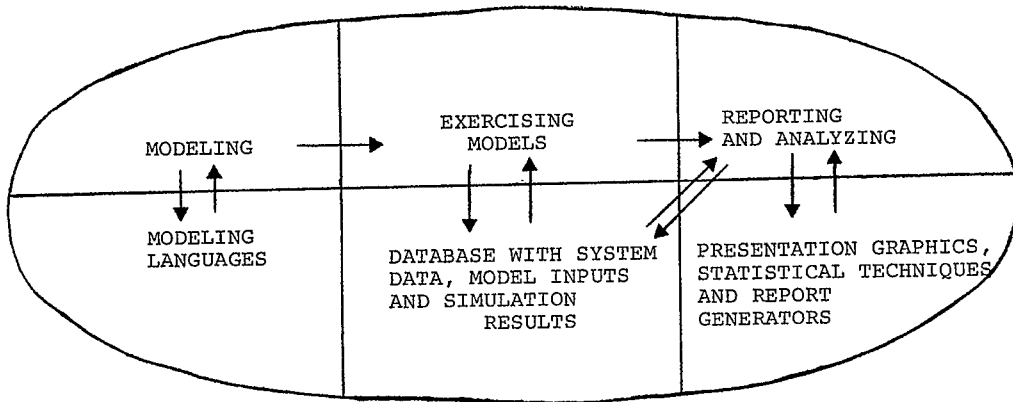 MODELING
EXERCISING
MODELS
REPORTING
AND ANALYZING
MODELING
LANGUAGES
DATABASE WITH SYSTEM
DATA, MODEL INPUTS
AND SIMULATION
RESULTS
PRESENTATION GRAPHICS,
STATISTICAL TECHNIQUES
AND REPORT
GENERATORS